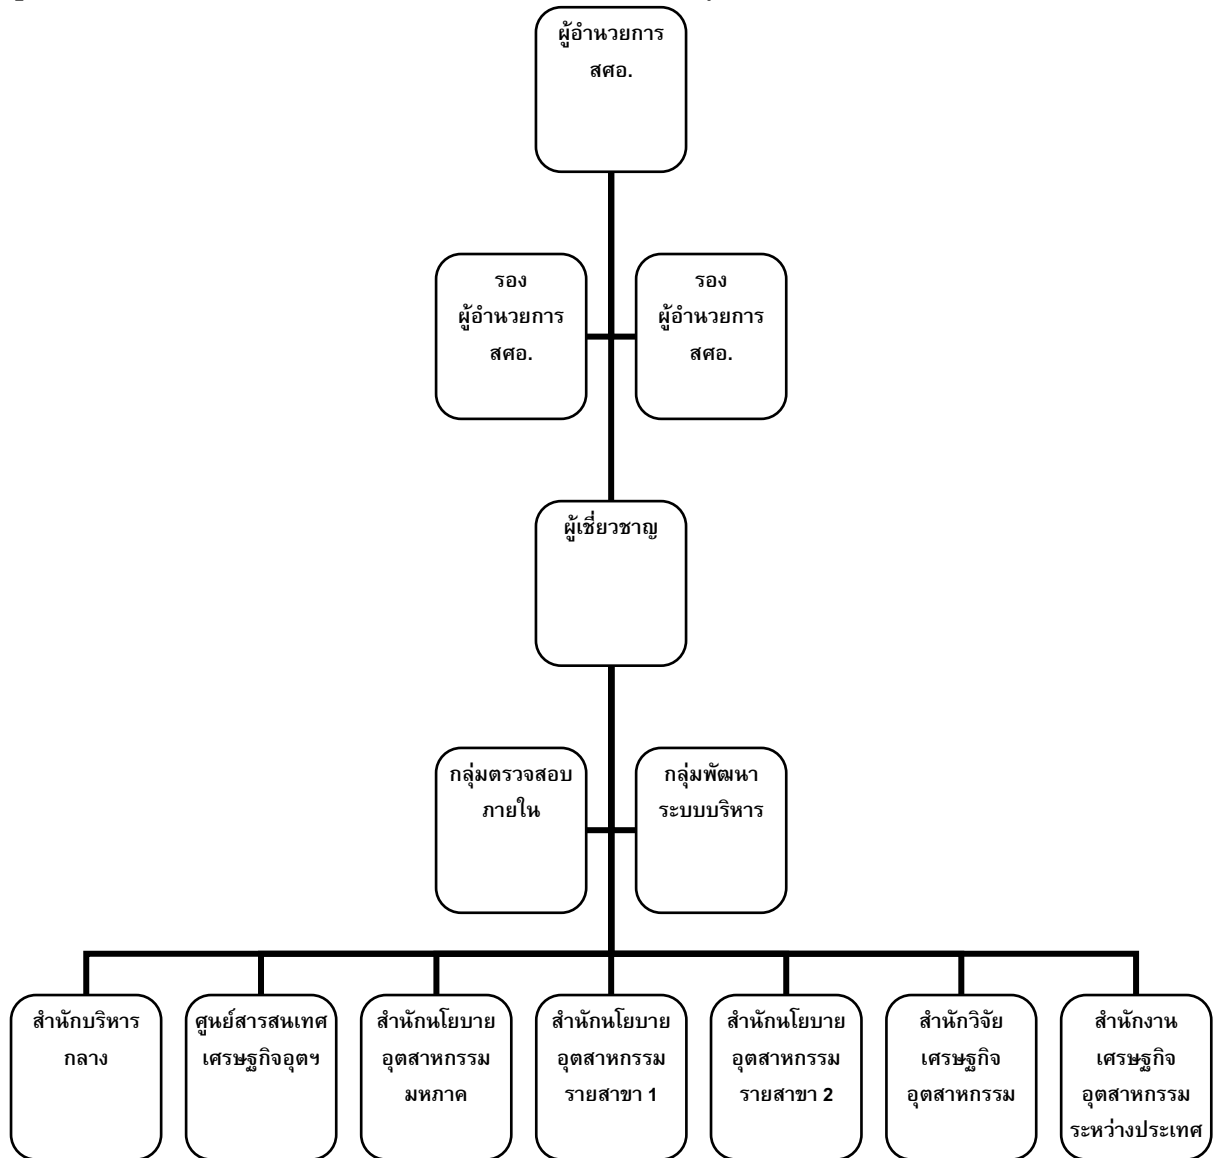 ผู้อำนวยการ
สศอ.
รอง
ผู้อำนวยการ
สศอ.
รอง
ผู้อำนวยการ
สศอ.
ผู้เชี่ยวชาญ
กลุ่มตรวจสอบ
ภายใน
กลุ่มพัฒนา
ระบบบริหาร
สำนักบริหาร
กลาง
ศูนย์สารสนเทศ
เศรษฐกิจอุตฯ
สำนักนโยบาย
อุตสาหกรรม
มหภาค
สำนักนโยบาย
อุตสาหกรรม
รายสาขา 1
สำนักนโยบาย
อุตสาหกรรม
รายสาขา 2
สำนักวิจัย
เศรษฐกิจ
อุตสาหกรรม
สำนักงาน
เศรษฐกิจ
อุตสาหกรรม
ระหว่างประเทศ